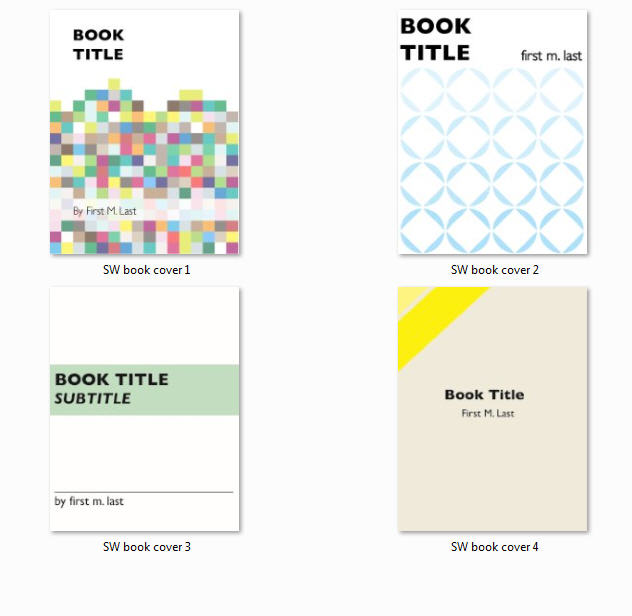 BOOK
TITLE
By First M. Last
SW book cover 1
BOOK
TITLE
first m. last
SW book cover 2
BOOK TITLE
SUBTITLE
by first m. last
SW book cover 3
Book Title
First M. Last
SW book cover 4